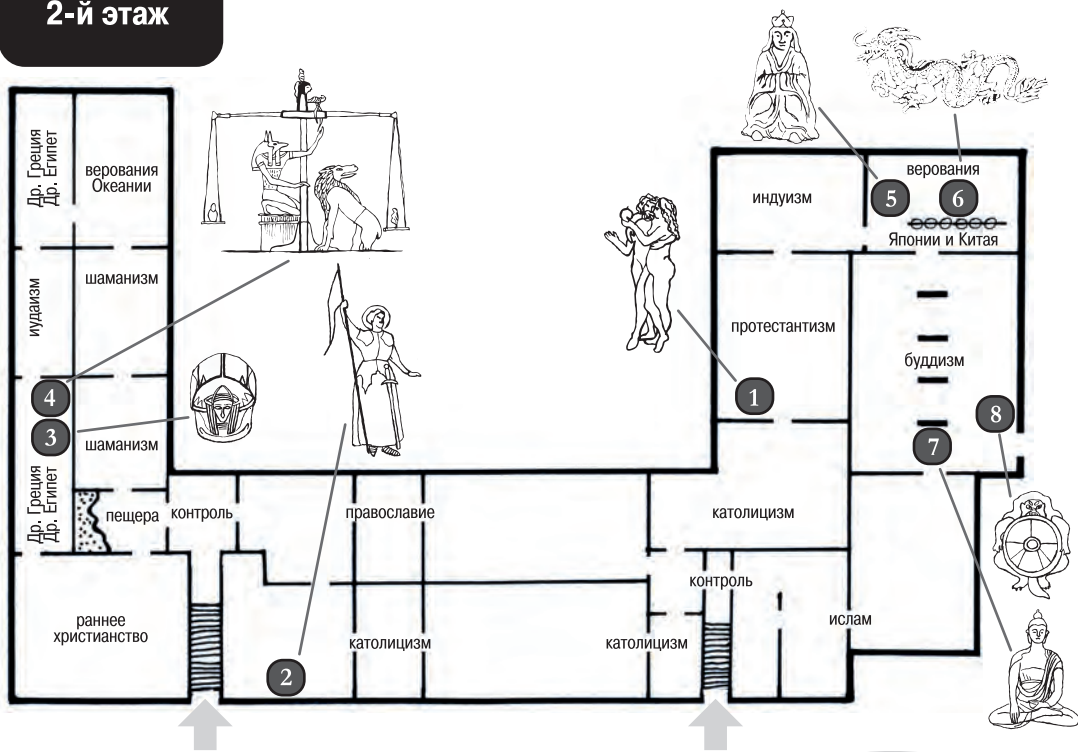 2-й этаж
Др. Греция
Др. Египет
верования
Океании
иудаизм
шаманизм
4
3
шаманизм
Др. Греция
Др. Египет
пещера
контроль
раннее
христианство
православие
2
католицизм
католицизм
контроль
католицизм
ислам
индуизм
верования
5
6
Японии и Китая
протестантизм
1
буддизм
8
7